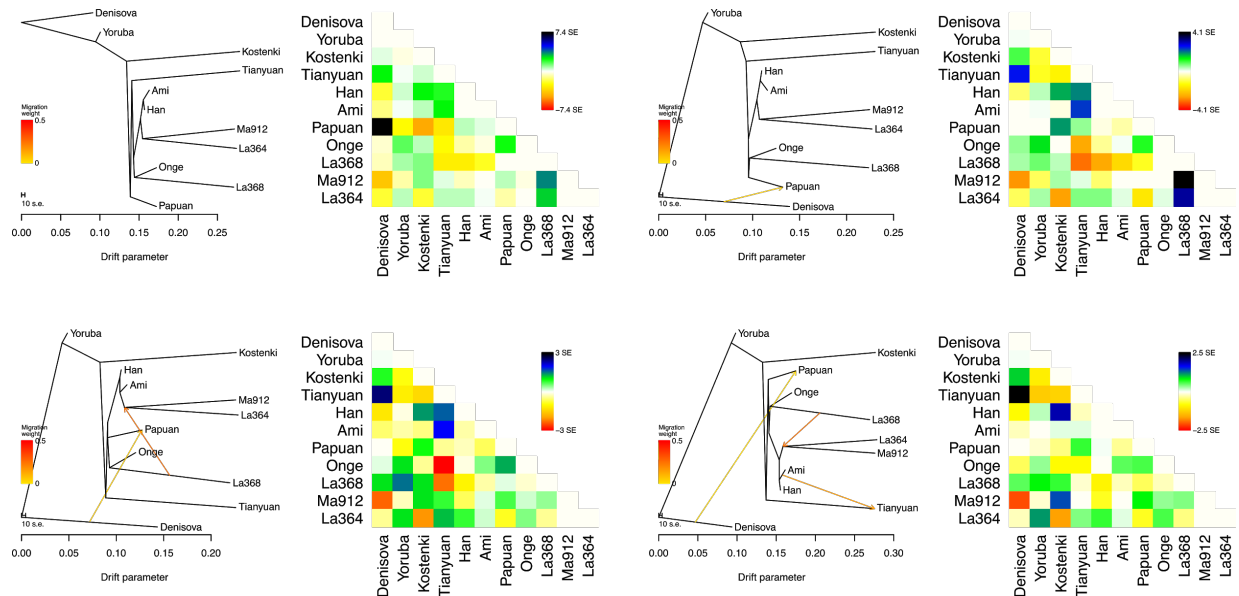 Denisova
Yoruba
Kostenki
Tianyuan
Ami
Han
Ma912
La364
Onge
La368
Papuan
Migration
weight
0.5
0
10 s.e.
0.00
0.05
0.10
0.15
0.20
0.25
Drift parameter
Denisova
Yoruba
Kostenki
Tianyuan
Han
Ami
Papuan
Onge
La368
Ma912
La364
7.4 SE
−7.4 SE
Denisova
Yoruba
Kostenki
Tianyuan
Han
Ami
Papuan
Onge
La368
Ma912
La364
Yoruba
Kostenki
Tianyuan
Han
Ami
Ma912
La364
Onge
La368
Papuan
Denisova
Migration
weight
0.5
0
10 s.e.
0.00
0.05
0.10
0.15
0.20
0.25
Drift parameter
Denisova
Yoruba
Kostenki
Tianyuan
Han
Ami
Papuan
Onge
La368
Ma912
La364
4.1 SE
−4.1 SE
Denisova
Yoruba
Kostenki
Tianyuan
Han
Ami
Papuan
Onge
La368
Ma912
La364
Yoruba
Kostenki
Han
Ami
Ma912
La364
Papuan
Onge
La368
Tianyuan
Denisova
Migration
weight
0.5
0
10 s.e.
0.00
0.05
0.10
0.15
0.20
Drift parameter
Denisova
Yoruba
Kostenki
Tianyuan
Han
Ami
Papuan
Onge
La368
Ma912
La364
3 SE
−3 SE
Denisova
Yoruba
Kostenki
Tianyuan
Han
Ami
Papuan
Onge
La368
Ma912
La364
Yoruba
Kostenki
Papuan
Onge
La368
La364
Ma912
Ami
Han
Tianyuan
Denisova
Migration
weight
0.5
0
10 s.e.
0.00
0.05
0.10
0.15
0.20
0.25
0.30
Drift parameter
Denisova
Yoruba
Kostenki
Tianyuan
Han
Ami
Papuan
Onge
La368
Ma912
La364
2.5 SE
−2.5 SE
Denisova
Yoruba
Kostenki
Tianyuan
Han
Ami
Papuan
Onge
La368
Ma912
La364